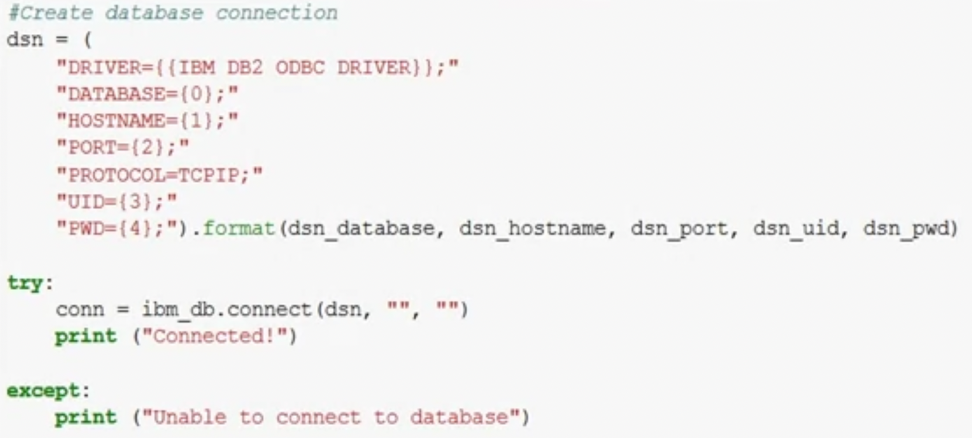 #Create database connection
dsn = (
    "DRIVER={{IBM DB2 ODBC DRIVER}};"
    "DATABASE={0};"
    "HOSTNAME={1};"
    "PORT={2};"
    "PROTOCOL=TCPIP;"
    "UID={3};"
    "PWD={4};").format(dsn_database, dsn_hostname, dsn_port, dsn_uid, dsn_pwd)
try:
    conn = ibm_db.connect(dsn, "", "")
    print ("Connected!")
except:
    print ("Unable to connect to database")